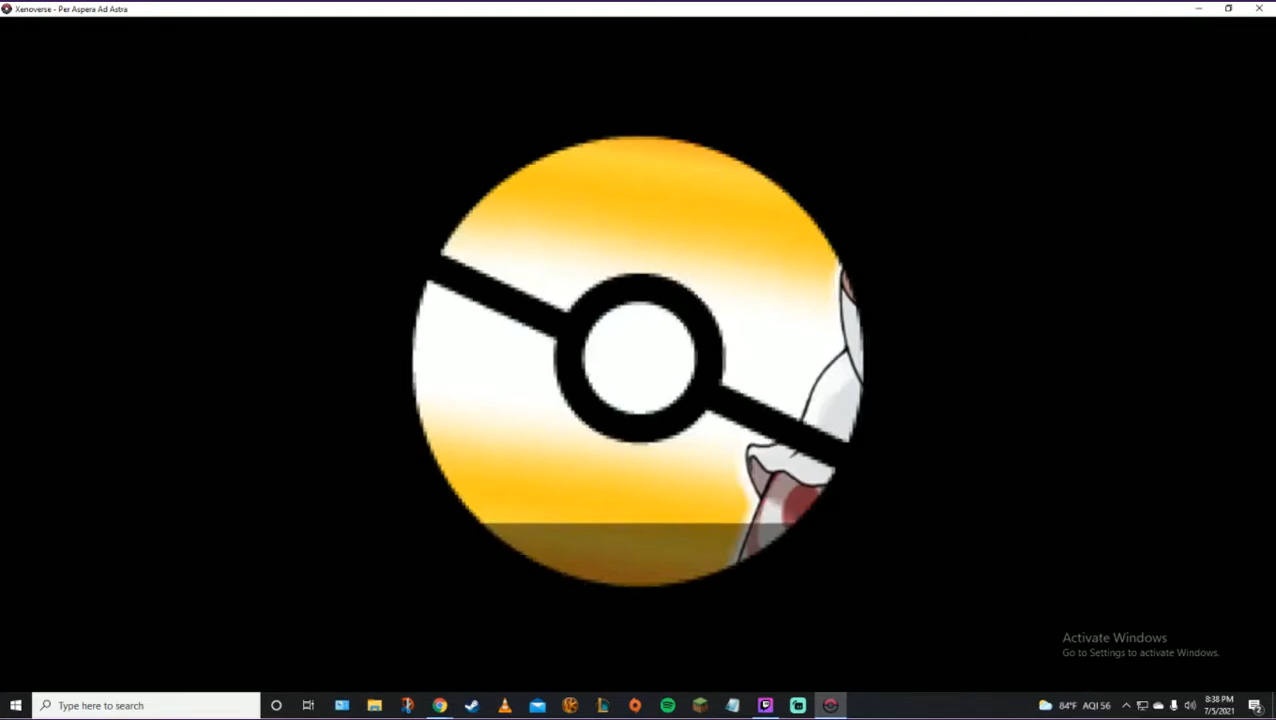 Xenoverse - Per Aspera Ad Astra
Activate Windows
Go to Settings to activate Windows.
Type here to search
84°F AQI 56
8:38 PM
7/5/2021
2